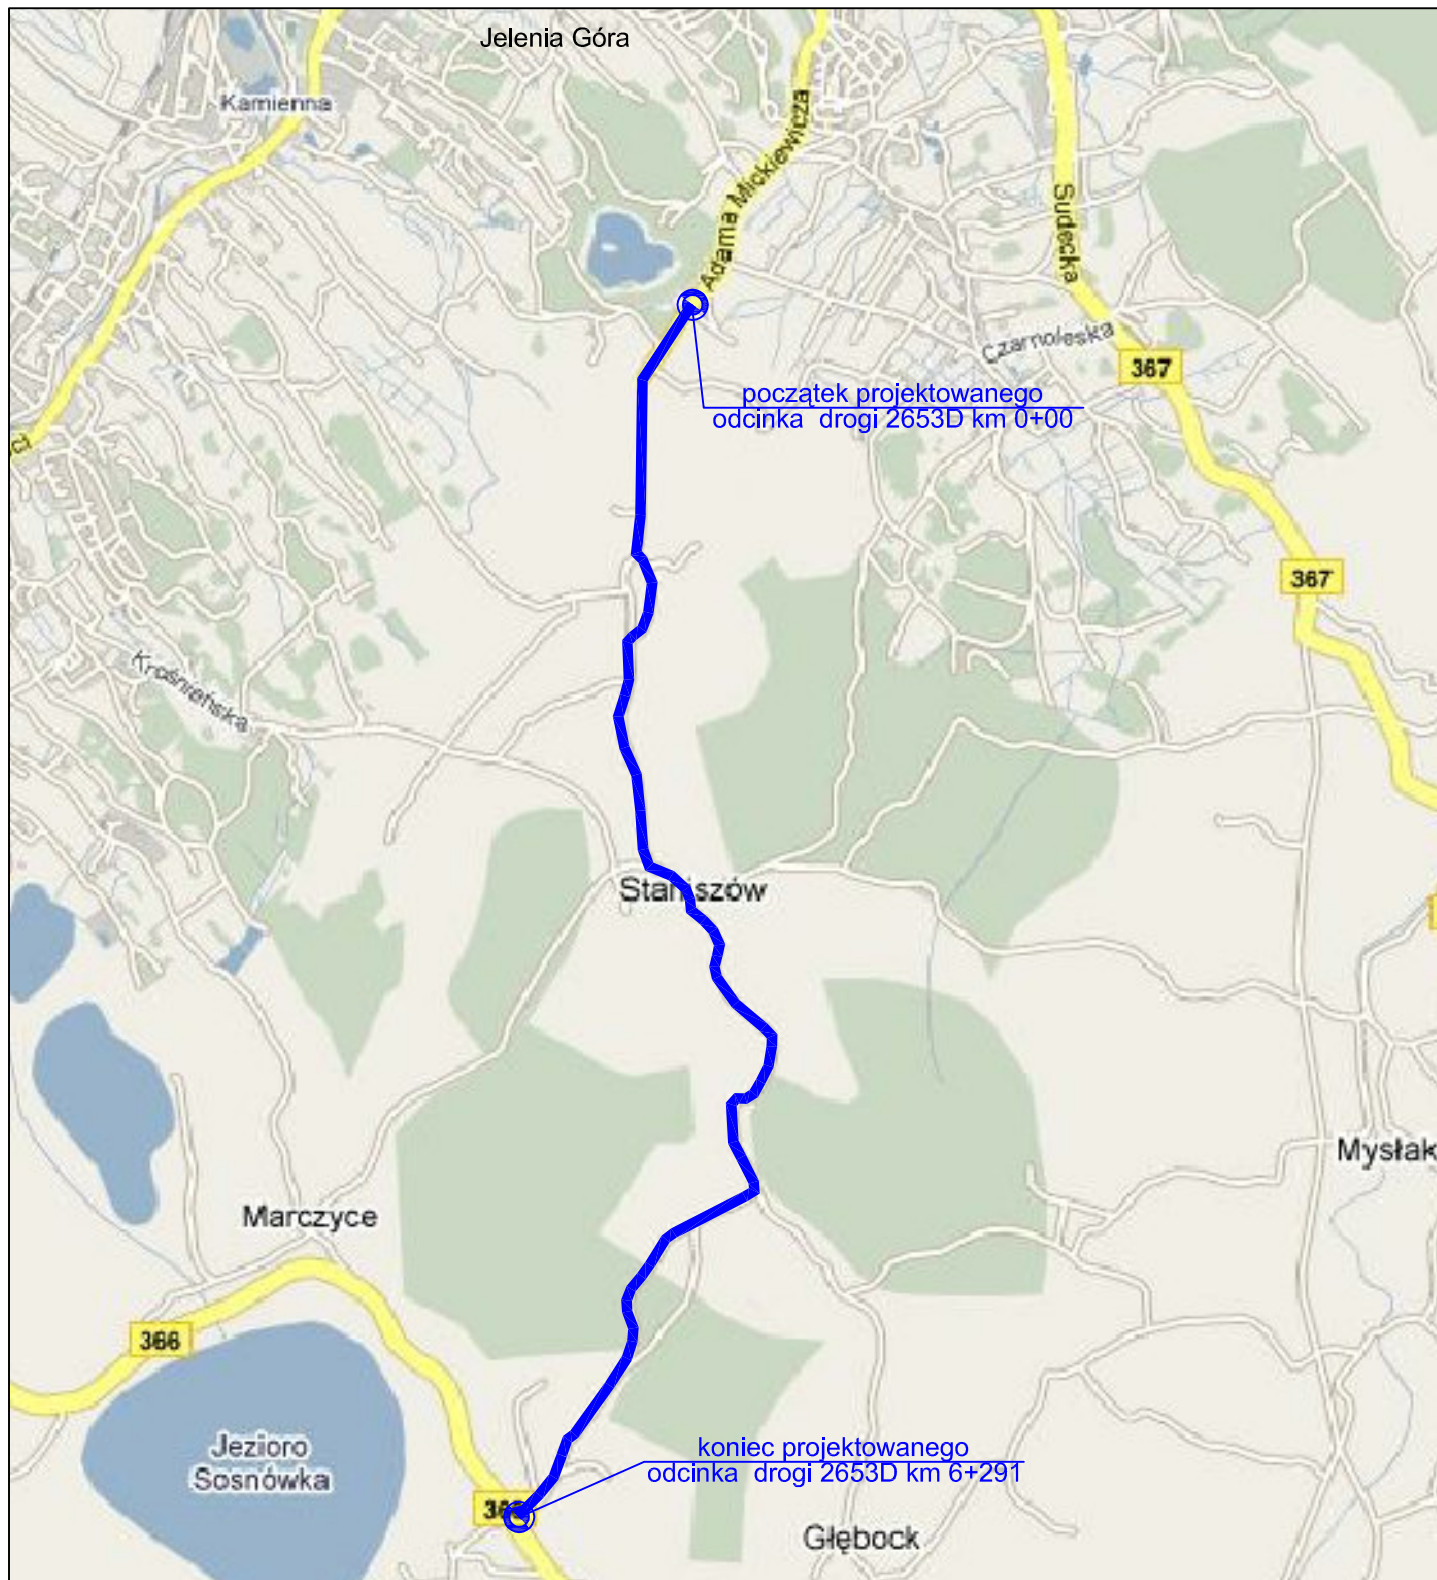 Jelenia Góra
Kamienna
Adama Mickiewicza
Sudecka
Czarnoleska
367
początek projektowanego
odcinka drogi 2653D km 0+00
367
Krośnieńska
Staniszów
Mysłak
Marczyce
366
Jezioro
Sosnówka
koniec projektowanego
odcinka drogi 2653D km 6+291
Głębock